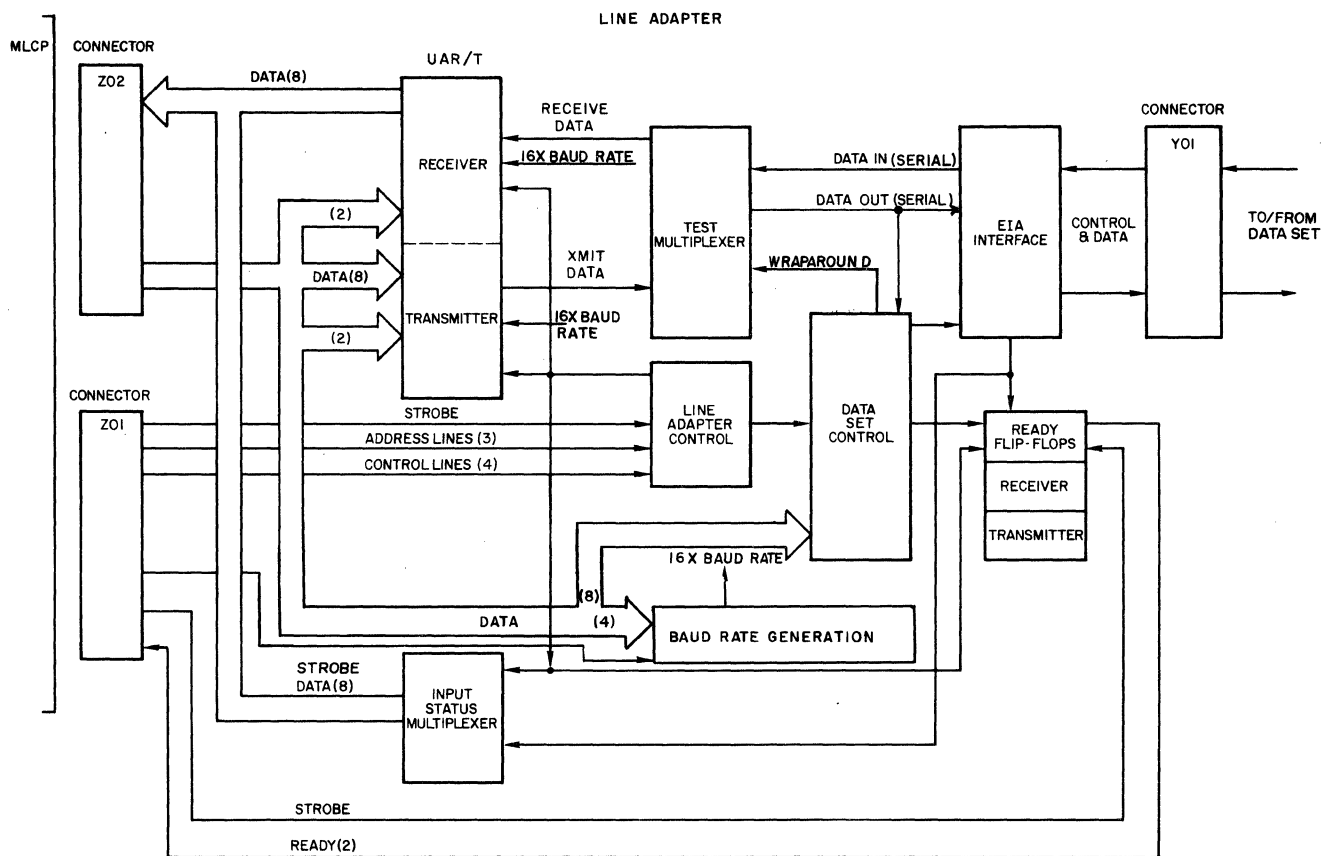 LINE ADAPTER
MLCP
CONNECTOR
Z02
UAR/T
DATA(8)
RECEIVE
DATA
16X BAUD RATE
RECEIVER
(2)
DATA(8)
(2)
TRANSMITTER
XMIT
DATA
16X BAUD
RATE
TEST
MULTIPLEXER
DATA IN (SERIAL)
DATA OUT (SERIAL)
WRAPAROUND
EIA
INTERFACE
CONTROL
& DATA
CONNECTOR
Y01
TO/FROM
DATA SET
CONNECTOR
Z01
STROBE
ADDRESS LINES (3)
CONTROL LINES (4)
LINE
ADAPTER
CONTROL
DATA
SET
CONTROL
READY
FLIP-FLOPS
RECEIVER
TRANSMITTER
16X BAUD RATE
(8)
DATA
(4)
BAUD RATE GENERATION
STROBE
DATA(8)
INPUT
STATUS
MULTIPLEXER
STROBE
READY(2)